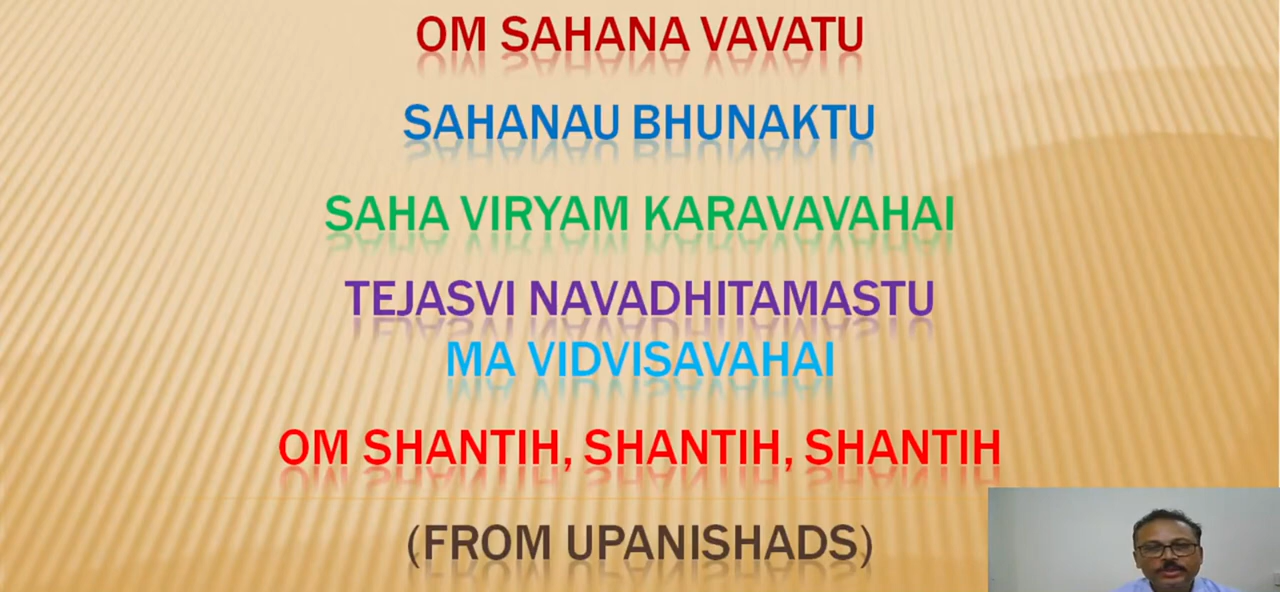 OM SAHANA VAVATU
SAHANAU BHUNAKTU
SAHA VIRYAM KARAVAVAHAI
TEJASVI NAVADHITAMASTU
MA VIDVISAVAHAI
OM SHANTIH, SHANTIH, SHANTIH
(FROM UPANISHADS)